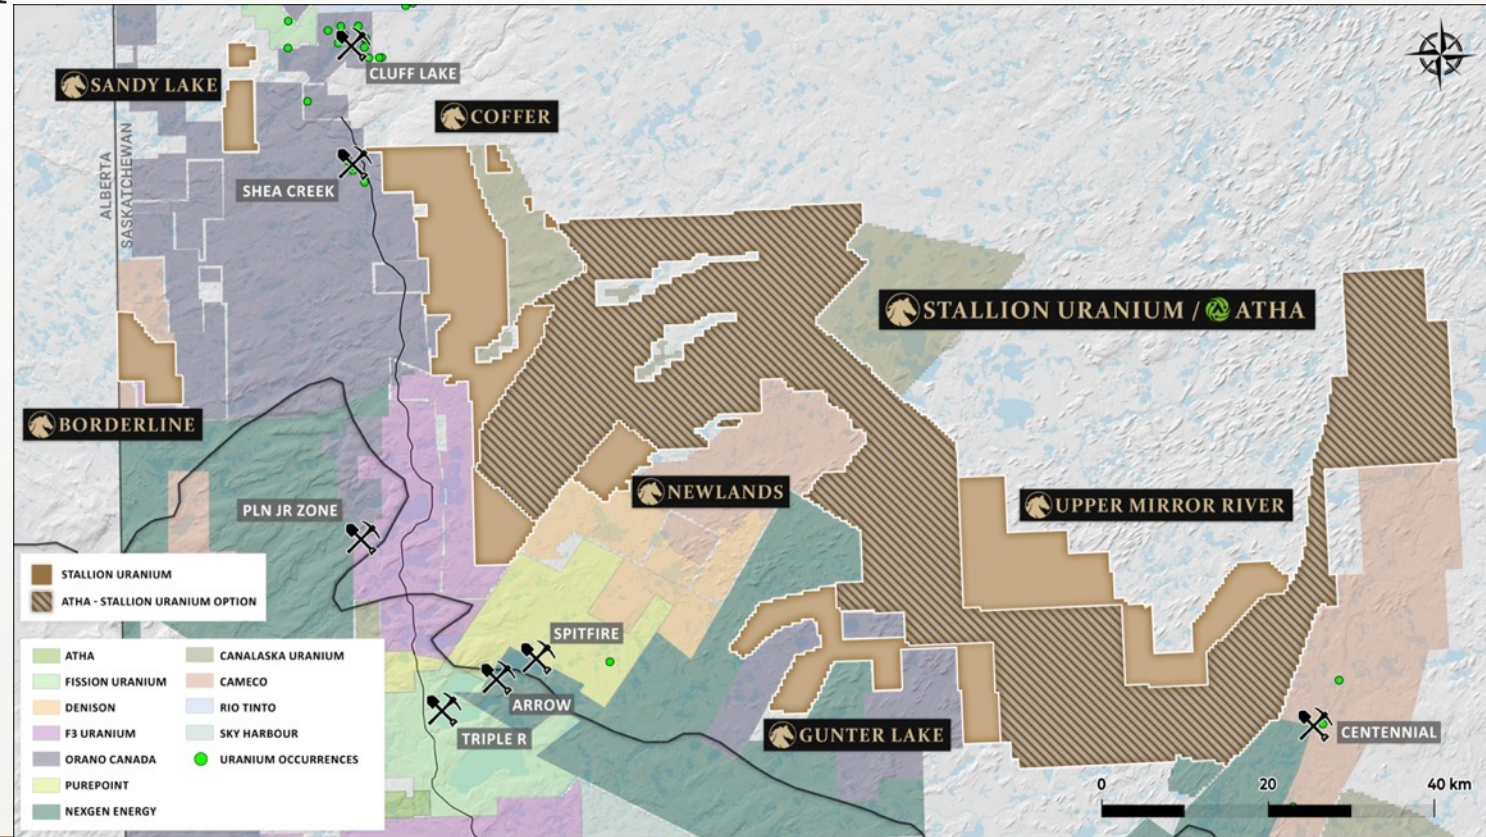 CLUFF LAKE
SANDY LAKE
COFFER
ALBERTA
SASKATCHEWAN
SHEA CREEK
STALLION URANIUM / ATHA
BORDERLINE
NEWLANDS
UPPER MIRROR RIVER
PLN JR ZONE
STALLION URANIUM
ATHA - STALLION URANIUM OPTION
SPITFIRE
ARROW
TRIPLE R
GUNTER LAKE
CENTENNIAL
ATHA
FISSION URANIUM
DENISON
F3 URANIUM
ORANO CANADA
PUREPOINT
NEXGEN ENERGY
CANALASKA URANIUM
CAMECO
RIO TINTO
SKY HARBOUR
URANIUM OCCURRENCES
0 20 40 km